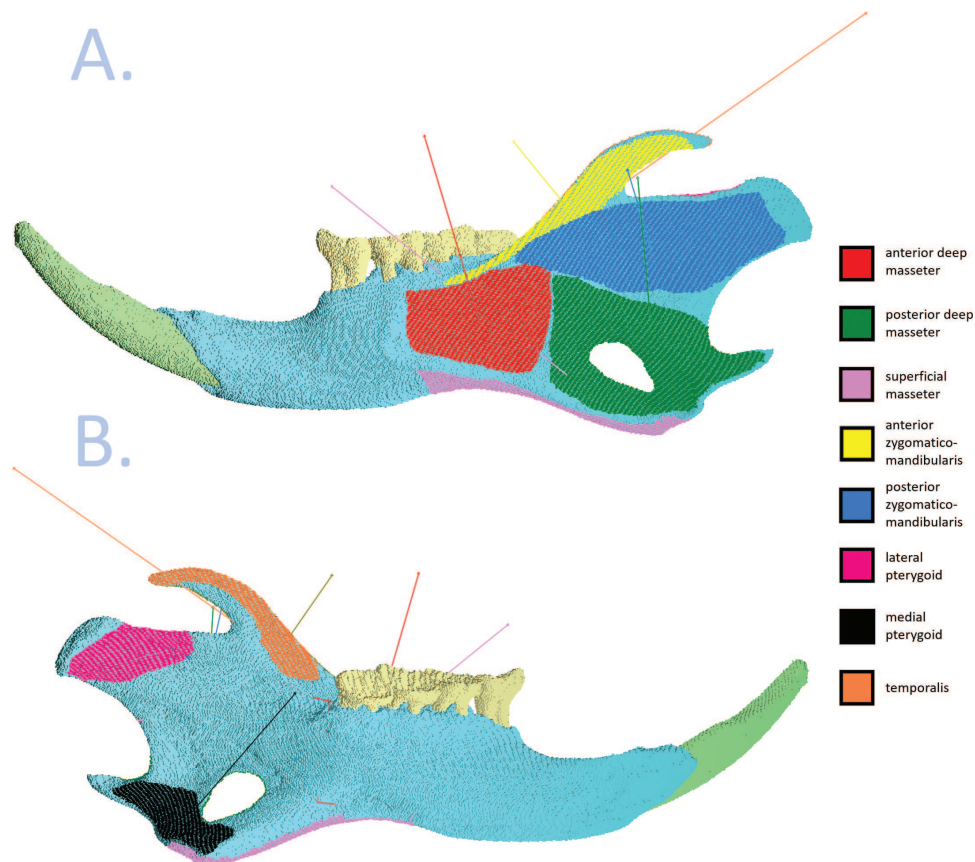 A.
anterior deep
masseter
posterior deep
masseter
superficial
masseter
B.
anterior
zygomatico-
mandibularis
posterior
zygomatico-
mandibularis
lateral
pterygoid
medial
pterygoid
temporalis